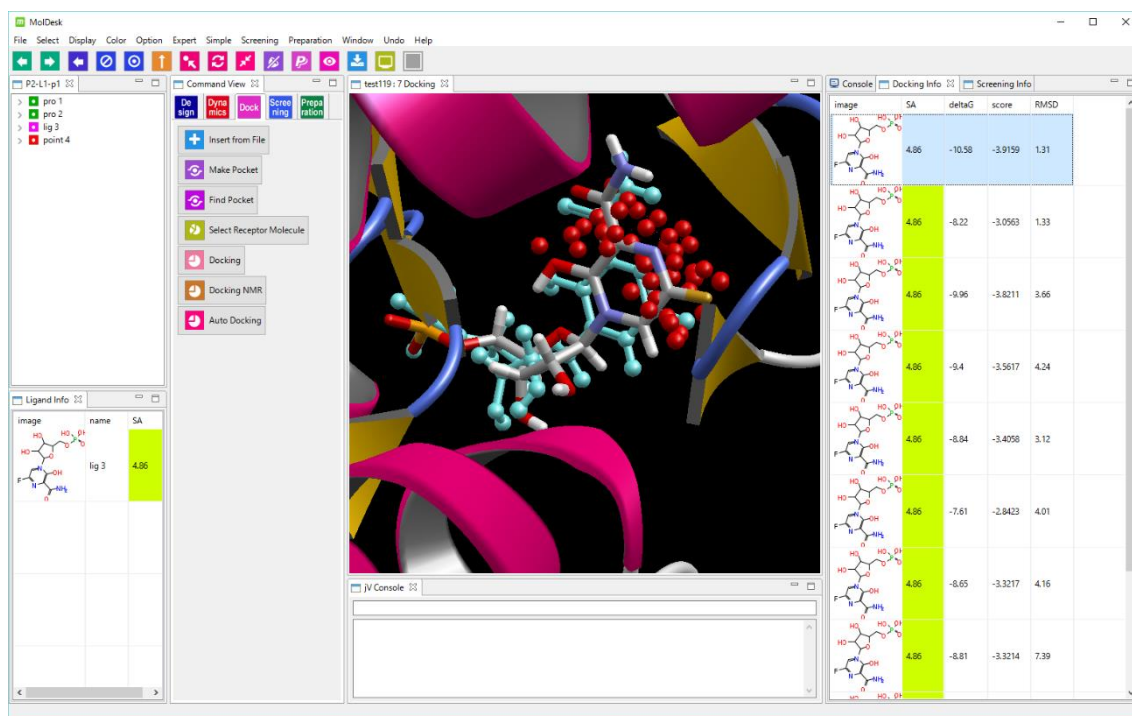 MolDesk
File Select Display Color Option Expert Simple Screening Preparation Window Undo Help
P2-L1-p1
pro 1
pro 2
lig 3
point 4
Ligand Info
image name SA
lig 3 4.86
Command View
De
sign
Dyna
mics
Dock
Scree
ning
Prepa
ration
Insert from File
Make Pocket
Find Pocket
Select Receptor Molecule
Docking
Docking NMR
Auto Docking
test119 : 7 Docking
jV Console
Console Docking Info Screening Info
image SA deltaG score RMSD
4.86 -10.58 -3.9159 1.31
4.86 -8.22 -3.0563 1.33
4.86 -9.96 -3.8211 3.66
4.86 -9.4 -3.5617 4.24
4.86 -8.84 -3.4058 3.12
4.86 -7.61 -2.8423 4.01
4.86 -8.65 -3.3217 4.16
4.86 -8.81 -3.3214 7.39